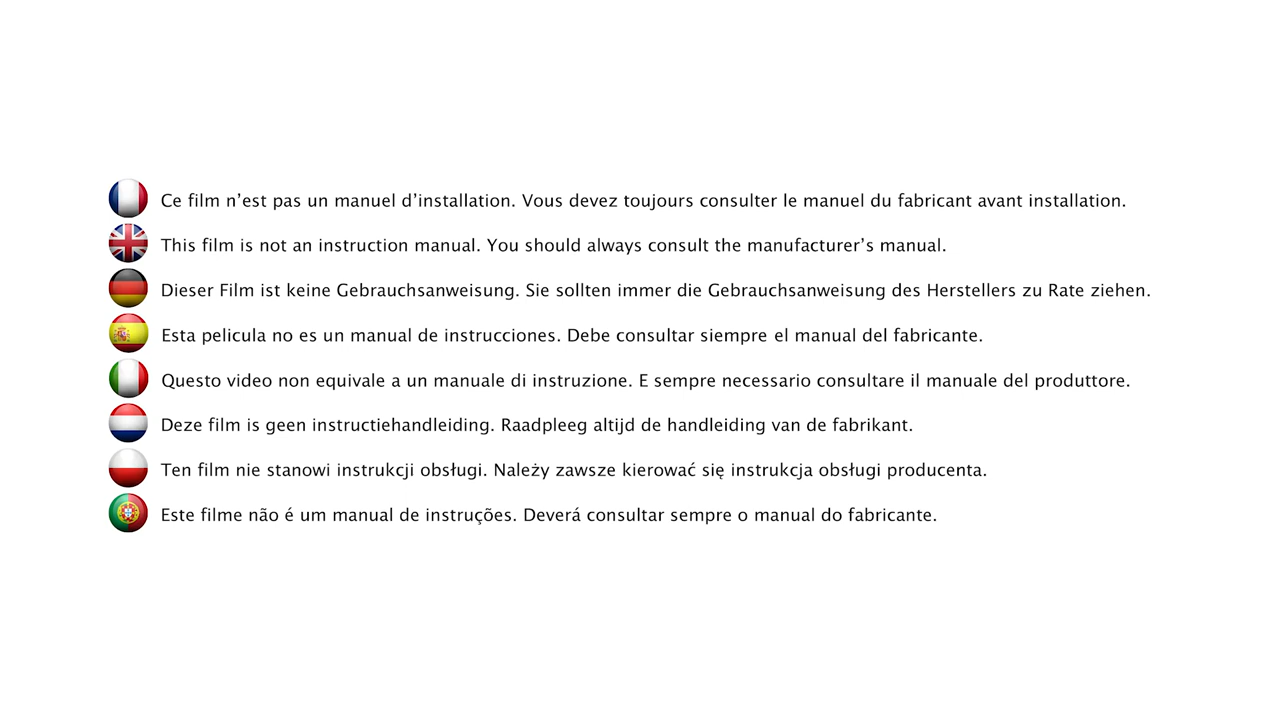 Ce film n’est pas un manuel d’installation. Vous devez toujours consulter le manuel du fabricant avant installation.
This film is not an instruction manual. You should always consult the manufacturer’s manual.
Dieser Film ist keine Gebrauchsanweisung. Sie sollten immer die Gebrauchsanweisung des Herstellers zu Rate ziehen.
Esta pelicula no es un manual de instrucciones. Debe consultar siempre el manual del fabricante.
Questo video non equivale a un manuale di instruzione. E sempre necessario consultare il manuale del produttore.
Deze film is geen instructiehandleiding. Raadpleeg altijd de handleiding van de fabrikant.
Ten film nie stanowi instrukcji obsługi. Należy zawsze kierować się instrukcja obsługi producenta.
Este filme não é um manual de instruções. Deverá consultar sempre o manual do fabricante.